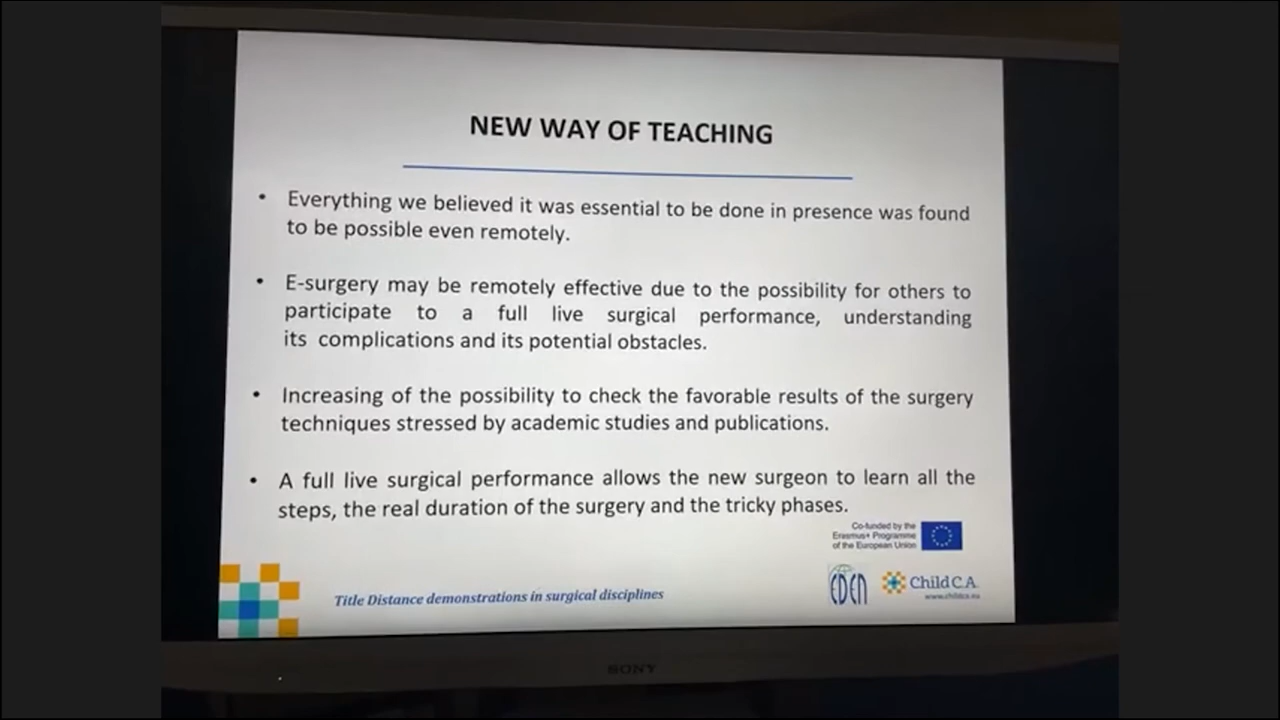 NEW WAY OF TEACHING
• Everything we believed it was essential to be done in presence was found
to be possible even remotely.
• E-surgery may be remotely effective due to the possibility for others to
participate to a full live surgical performance, understanding
its complications and its potential obstacles.
• Increasing of the possibility to check the favorable results of the surgery
techniques stressed by academic studies and publications.
• A full live surgical performance allows the new surgeon to learn all the
steps, the real duration of the surgery and the tricky phases.
Co-funded by the
Erasmus+ Programme
of the European Union
EDEN
Child C.A.
www.childca.eu
Title Distance demonstrations in surgical disciplines
SONY